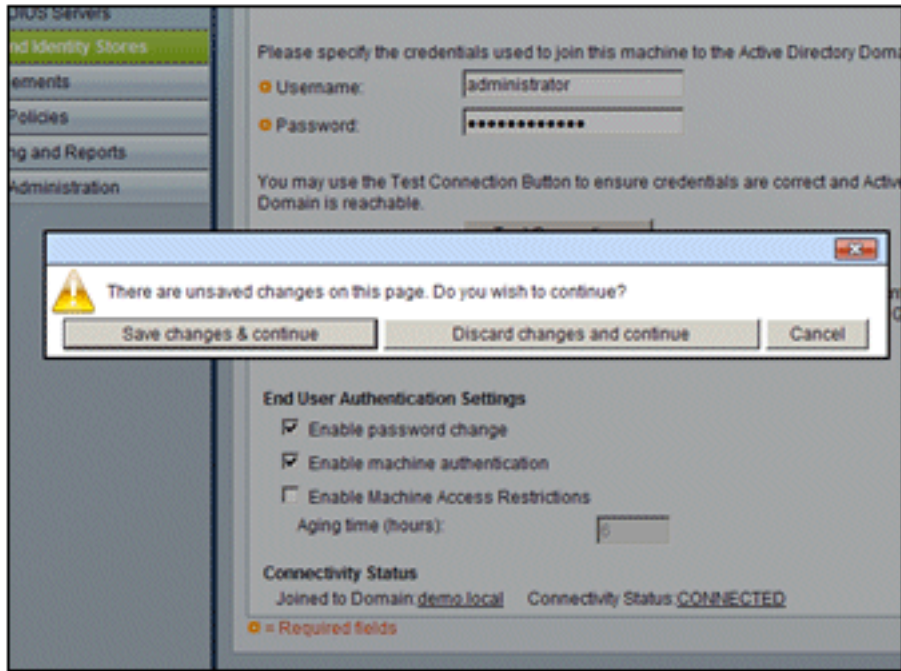 DIUS Servers
nd Identity Stores
ements
Policies
ng and Reports
Administration
Please specify the credentials used to join this machine to the Active Directory Doma
Username:
administrator
Password:
You may use the Test Connection Button to ensure credentials are correct and Active
Domain is reachable.
There are unsaved changes on this page. Do you wish to continue?
Save changes & continue
Discard changes and continue
Cancel
End User Authentication Settings
Enable password change
Enable machine authentication
Enable Machine Access Restrictions
Aging time (hours):
6
Connectivity Status
Joined to Domain:demo.local Connectivity Status:CONNECTED
= Required fields